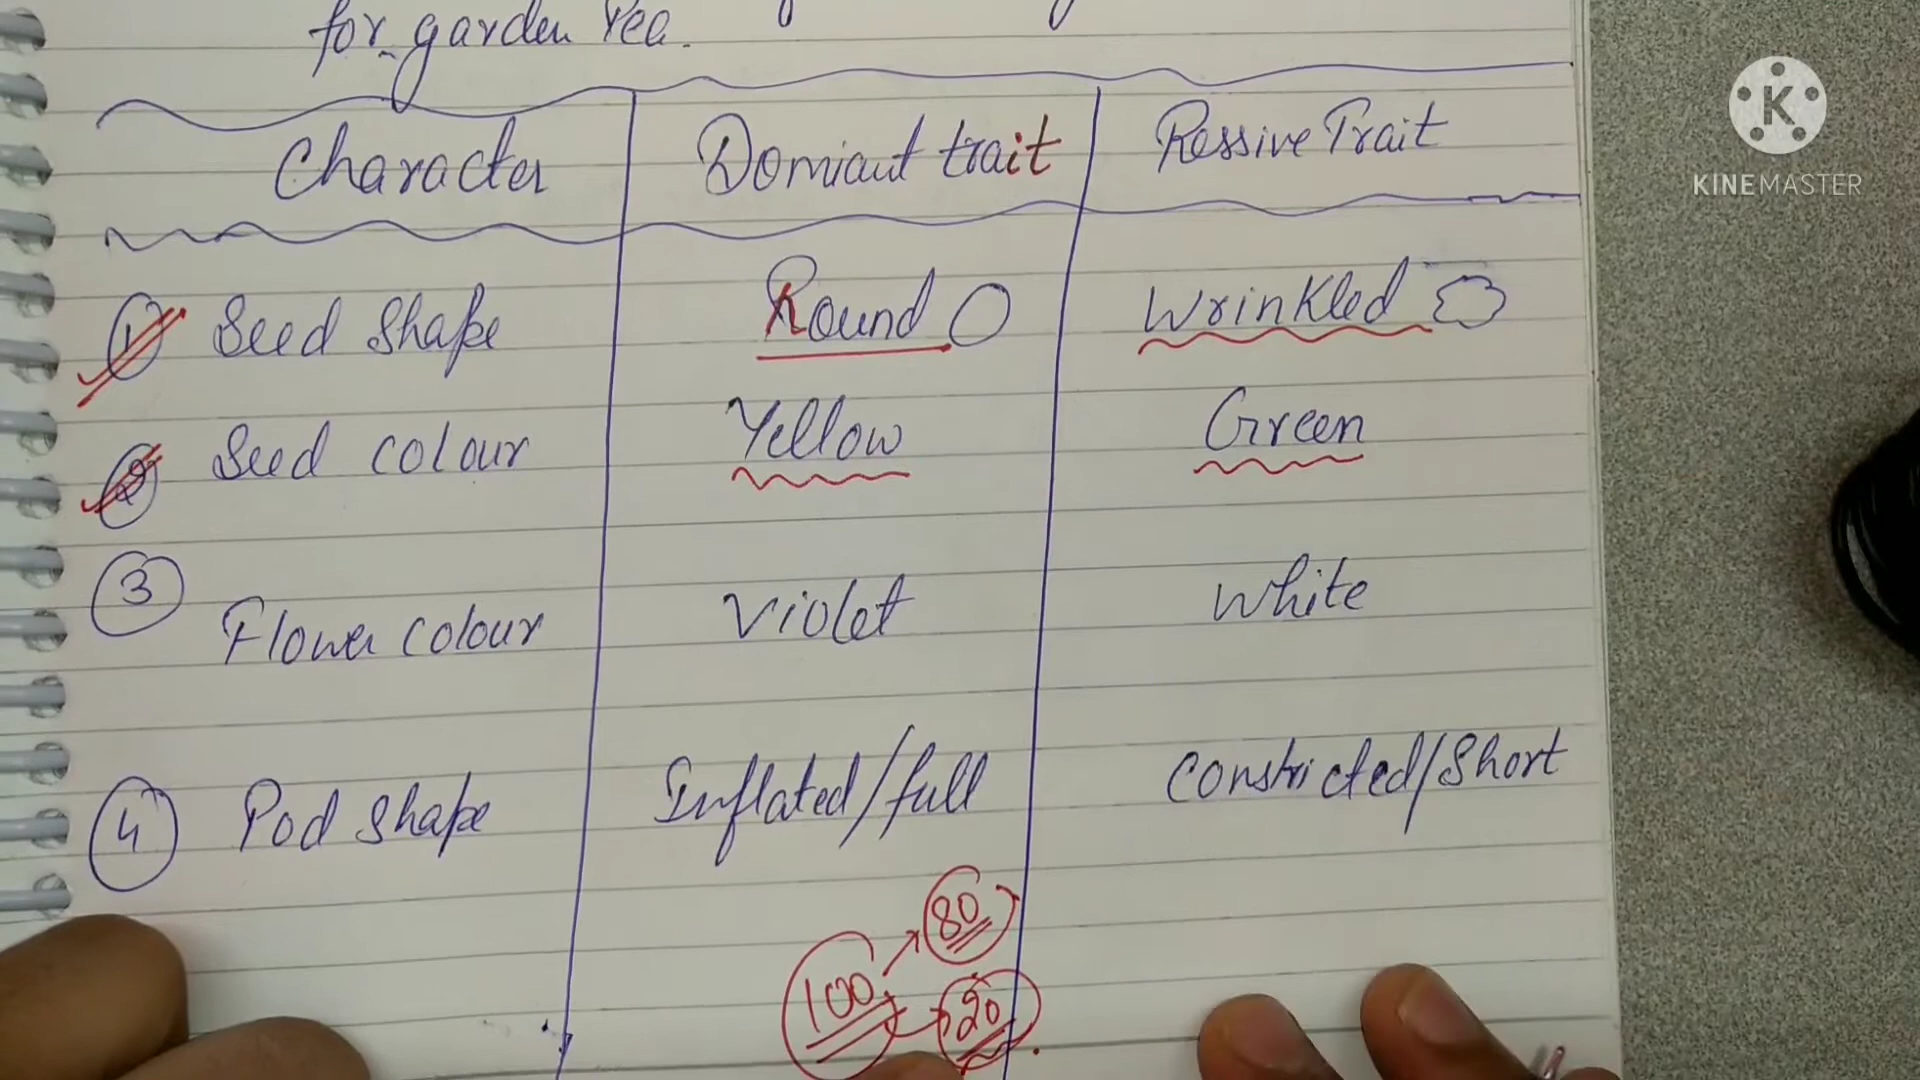 for garden Pea.
Character Domiant trait Ressive Trait
1 Seed Shape Round Wrinkled
2 Seed colour Yellow Green
3 Flower colour Violet White
4 Pod Shape Inflated/full Constricted/Short
80
100
20
K
KINEMASTER